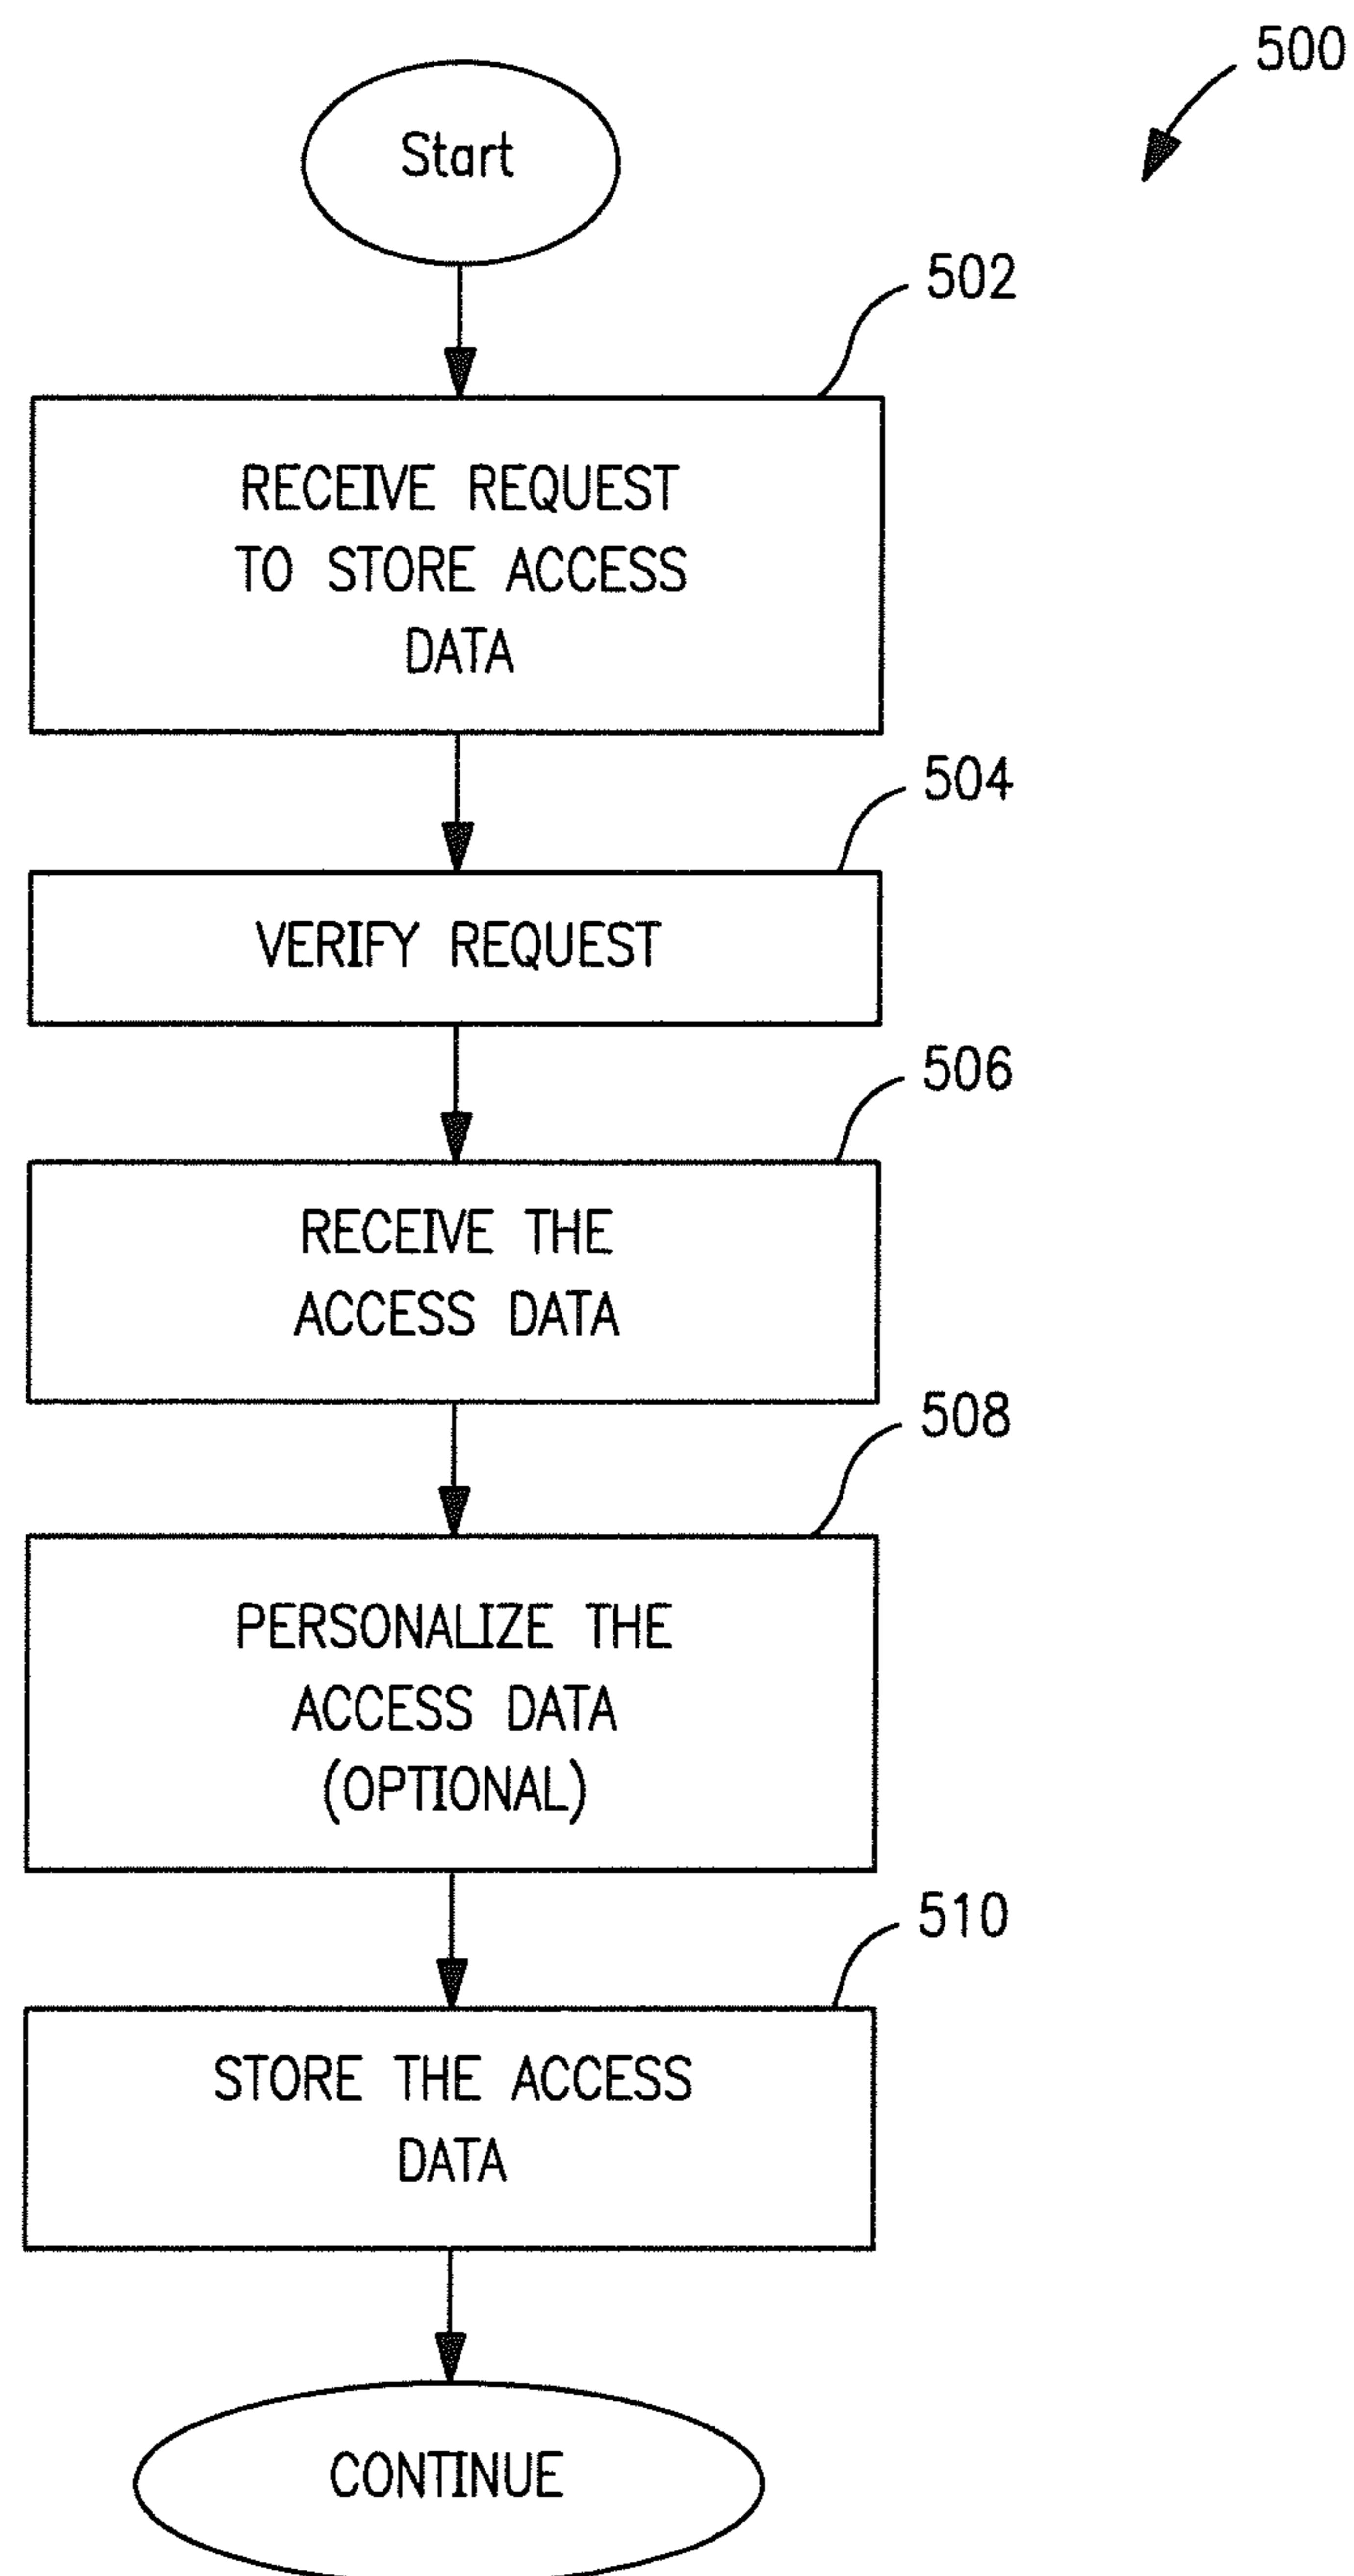 500
Start
502
RECEIVE REQUEST
TO STORE ACCESS
DATA
504
VERIFY REQUEST
506
RECEIVE THE
ACCESS DATA
508
PERSONALIZE THE
ACCESS DATA
(OPTIONAL)
510
STORE THE ACCESS
DATA
CONTINUE